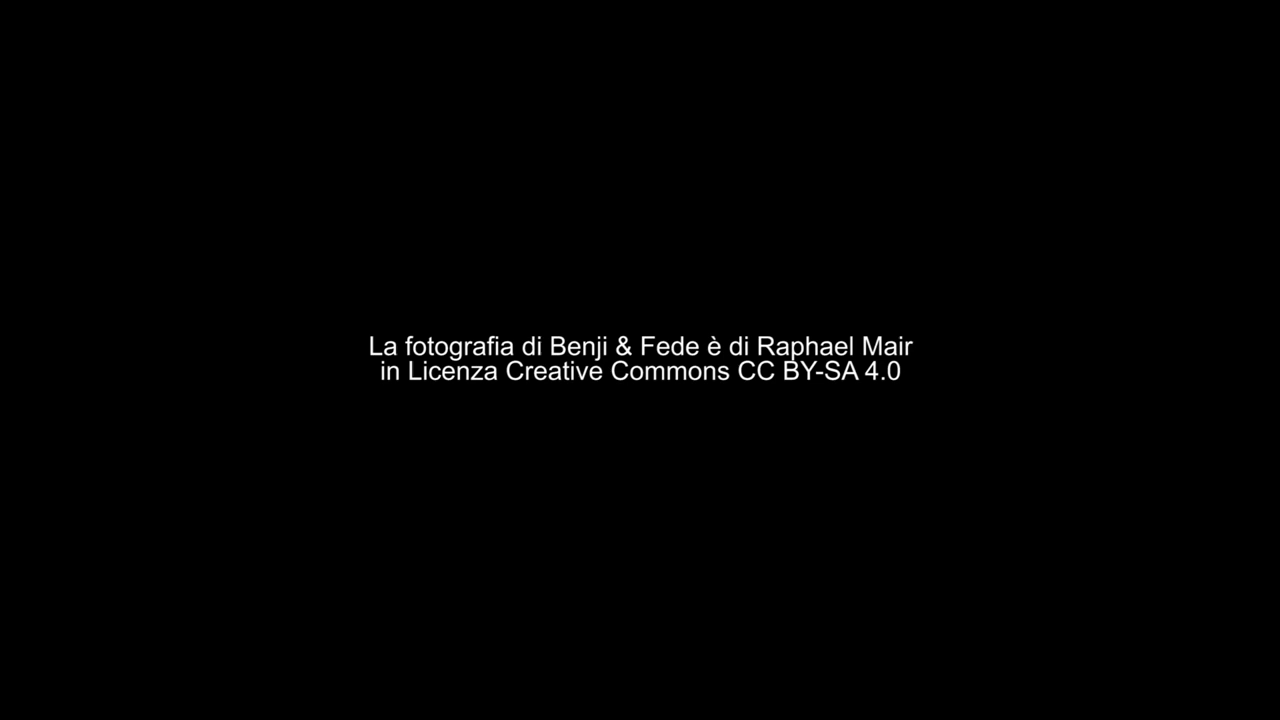 La fotografia di Benji & Fede è di Raphael Mair
in Licenza Creative Commons CC BY-SA 4.0